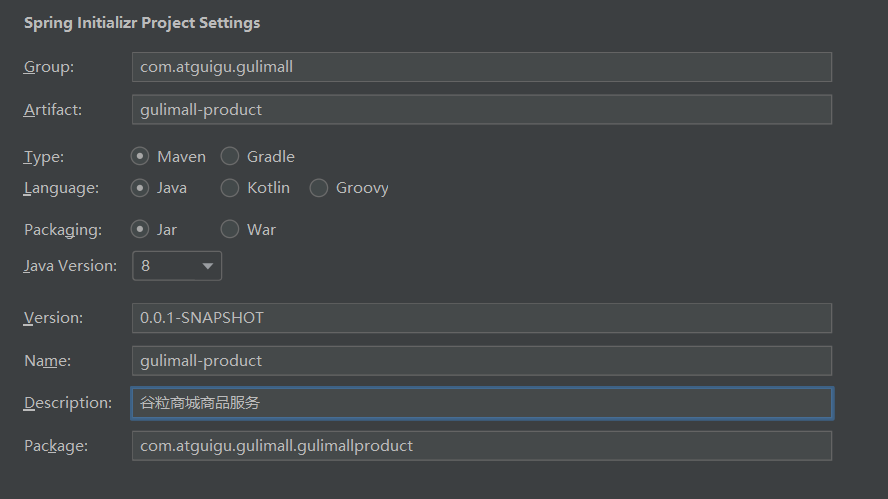 Spring Initializr Project Settings
Group: com.atguigu.gulimall
Artifact: gulimall-product
Type: Maven Gradle
Language: Java Kotlin Groovy
Packaging: Jar War
Java Version: 8
Version: 0.0.1-SNAPSHOT
Name: gulimall-product
Description: 谷粒商城商品服务
Package: com.atguigu.gulimall.gulimallproduct